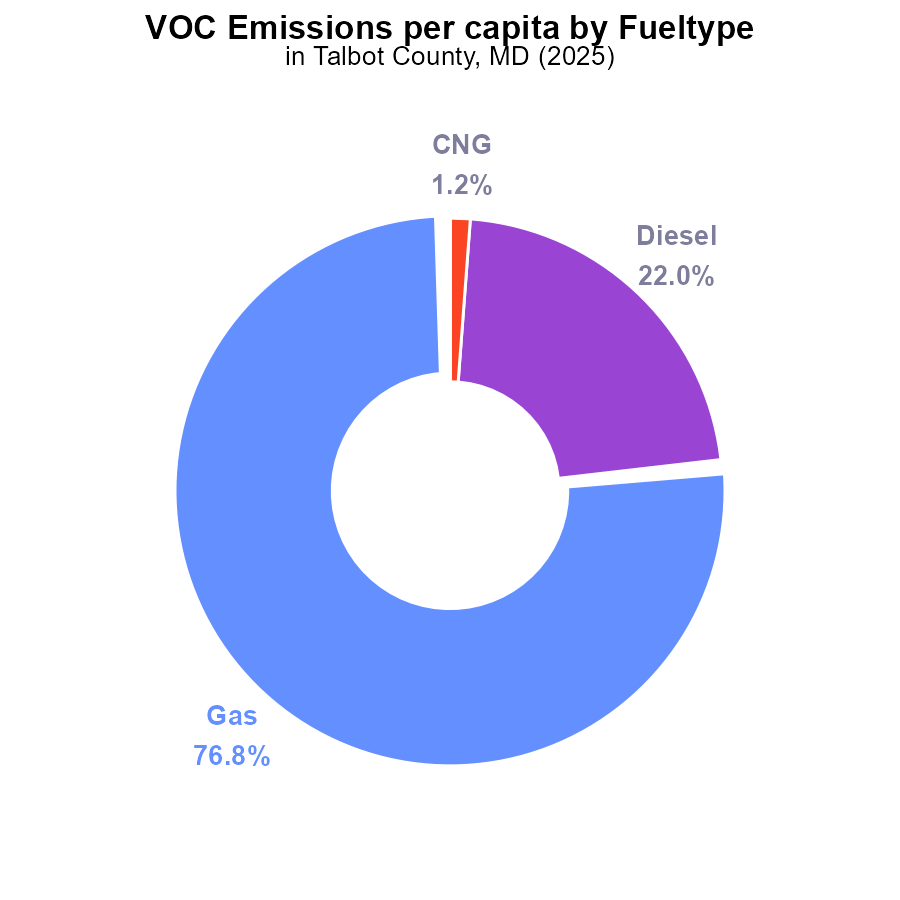 VOC Emissions per capita by Fueltype
in Talbot County, MD (2025)
CNG
1.2%
Diesel
22.0%
Gas
76.8%